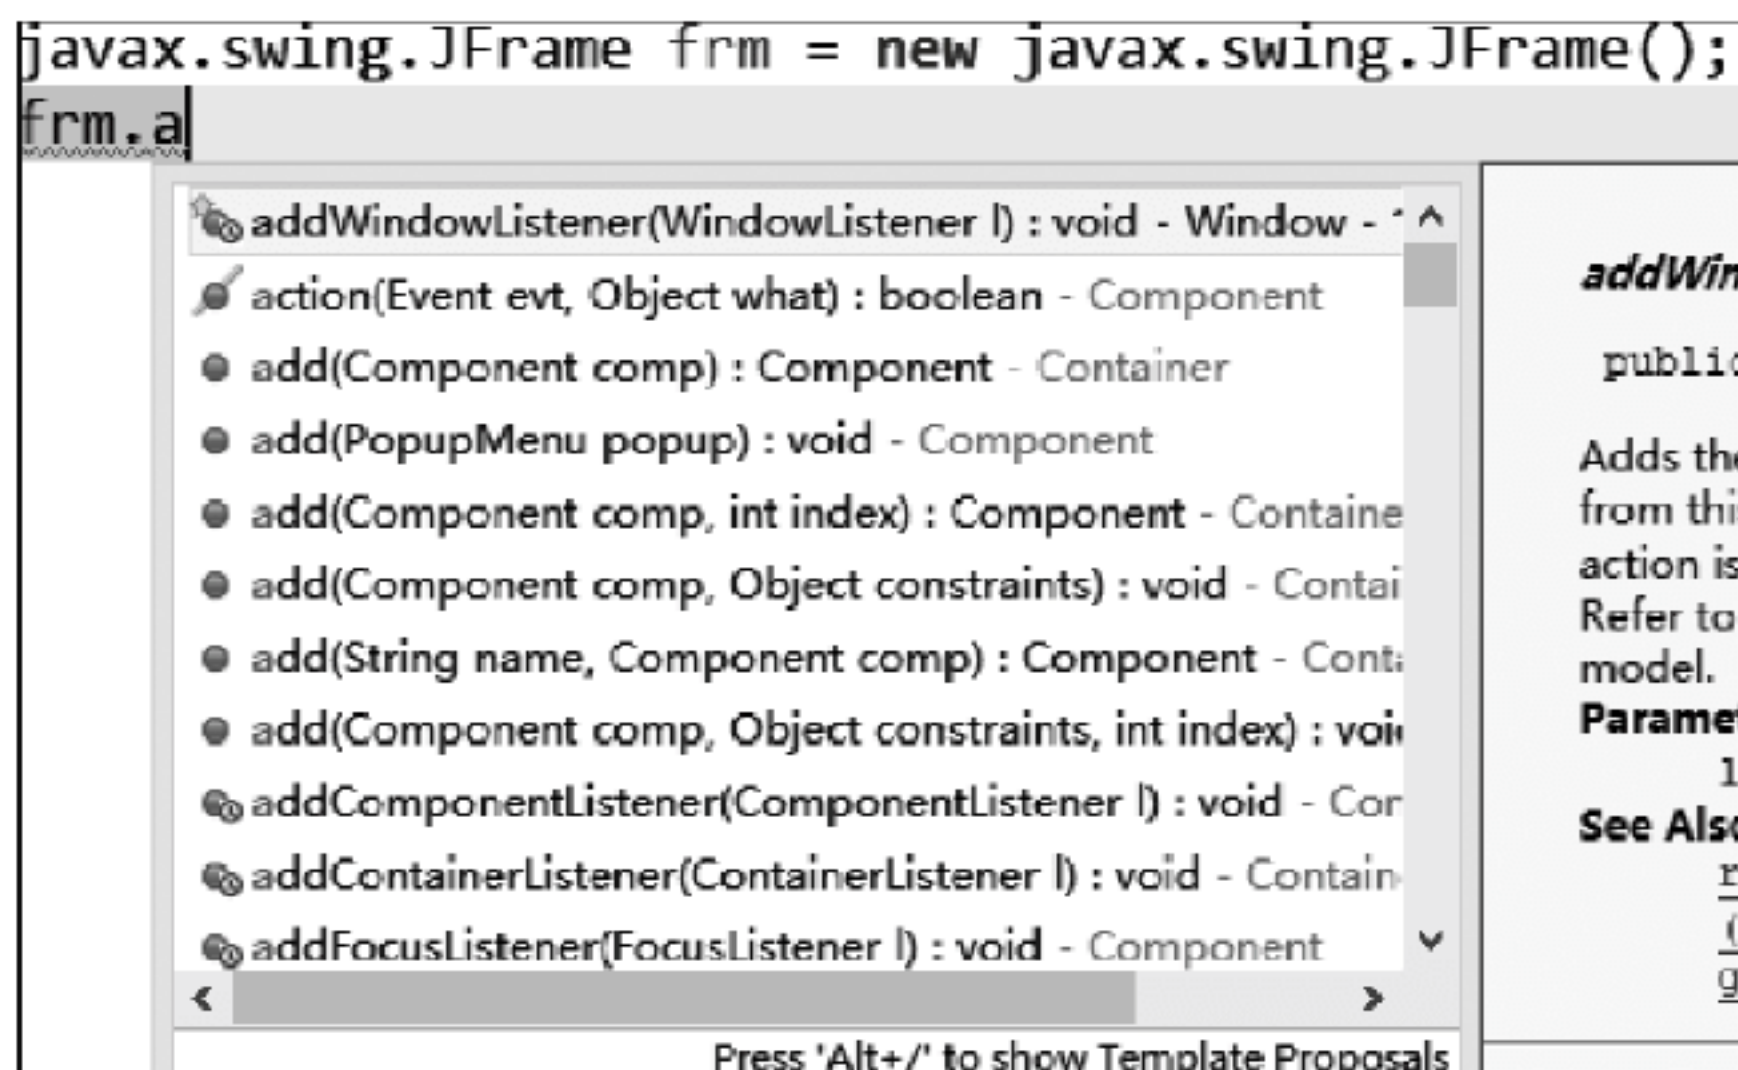 javax.swing.JFrame frm = new javax.swing.JFrame();
frm.a
addWindowListener(WindowListener l) : void - Window -
action(Event evt, Object what) : boolean - Component
add(Component comp) : Component - Container
add(PopupMenu popup) : void - Component
add(Component comp, int index) : Component - Containe
add(Component comp, Object constraints) : void - Contai
add(String name, Component comp) : Component - Cont
add(Component comp, Object constraints, int index) : voi
addComponentListener(ComponentListener l) : void - Co
addContainerListener(ContainerListener l) : void - Contain
addFocusListener(FocusListener l) : void - Component
Press 'Alt+/' to show Template Proposals
addWin
public
Adds the
from thi
action is
Refer to
model.
Paramet
l
See Also
r
(
g